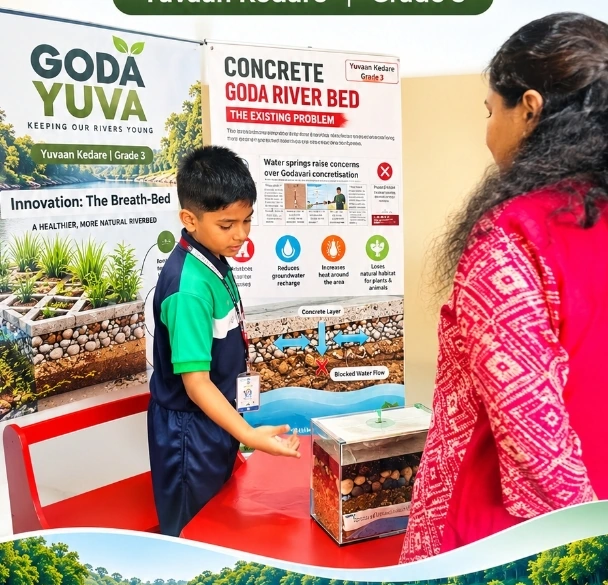 Yuvaan Kedare | Grade 3
GODA
YUVA
KEEPING OUR RIVERS YOUNG
Yuvaan Kedare | Grade 3
Innovation: The Breath-Bed
A HEALTHIER, MORE NATURAL RIVERBED
CONCRETE
GODA RIVER BED
THE EXISTING PROBLEM
Yuvaan Kedare
Grade 3
Water springs raise concerns
over Godavari concretisation
Reduces
groundwater
recharge
Increases
heat around
the area
Loses
natural habitat
for plants &
animals
Concrete Layer
Blocked Water Flow